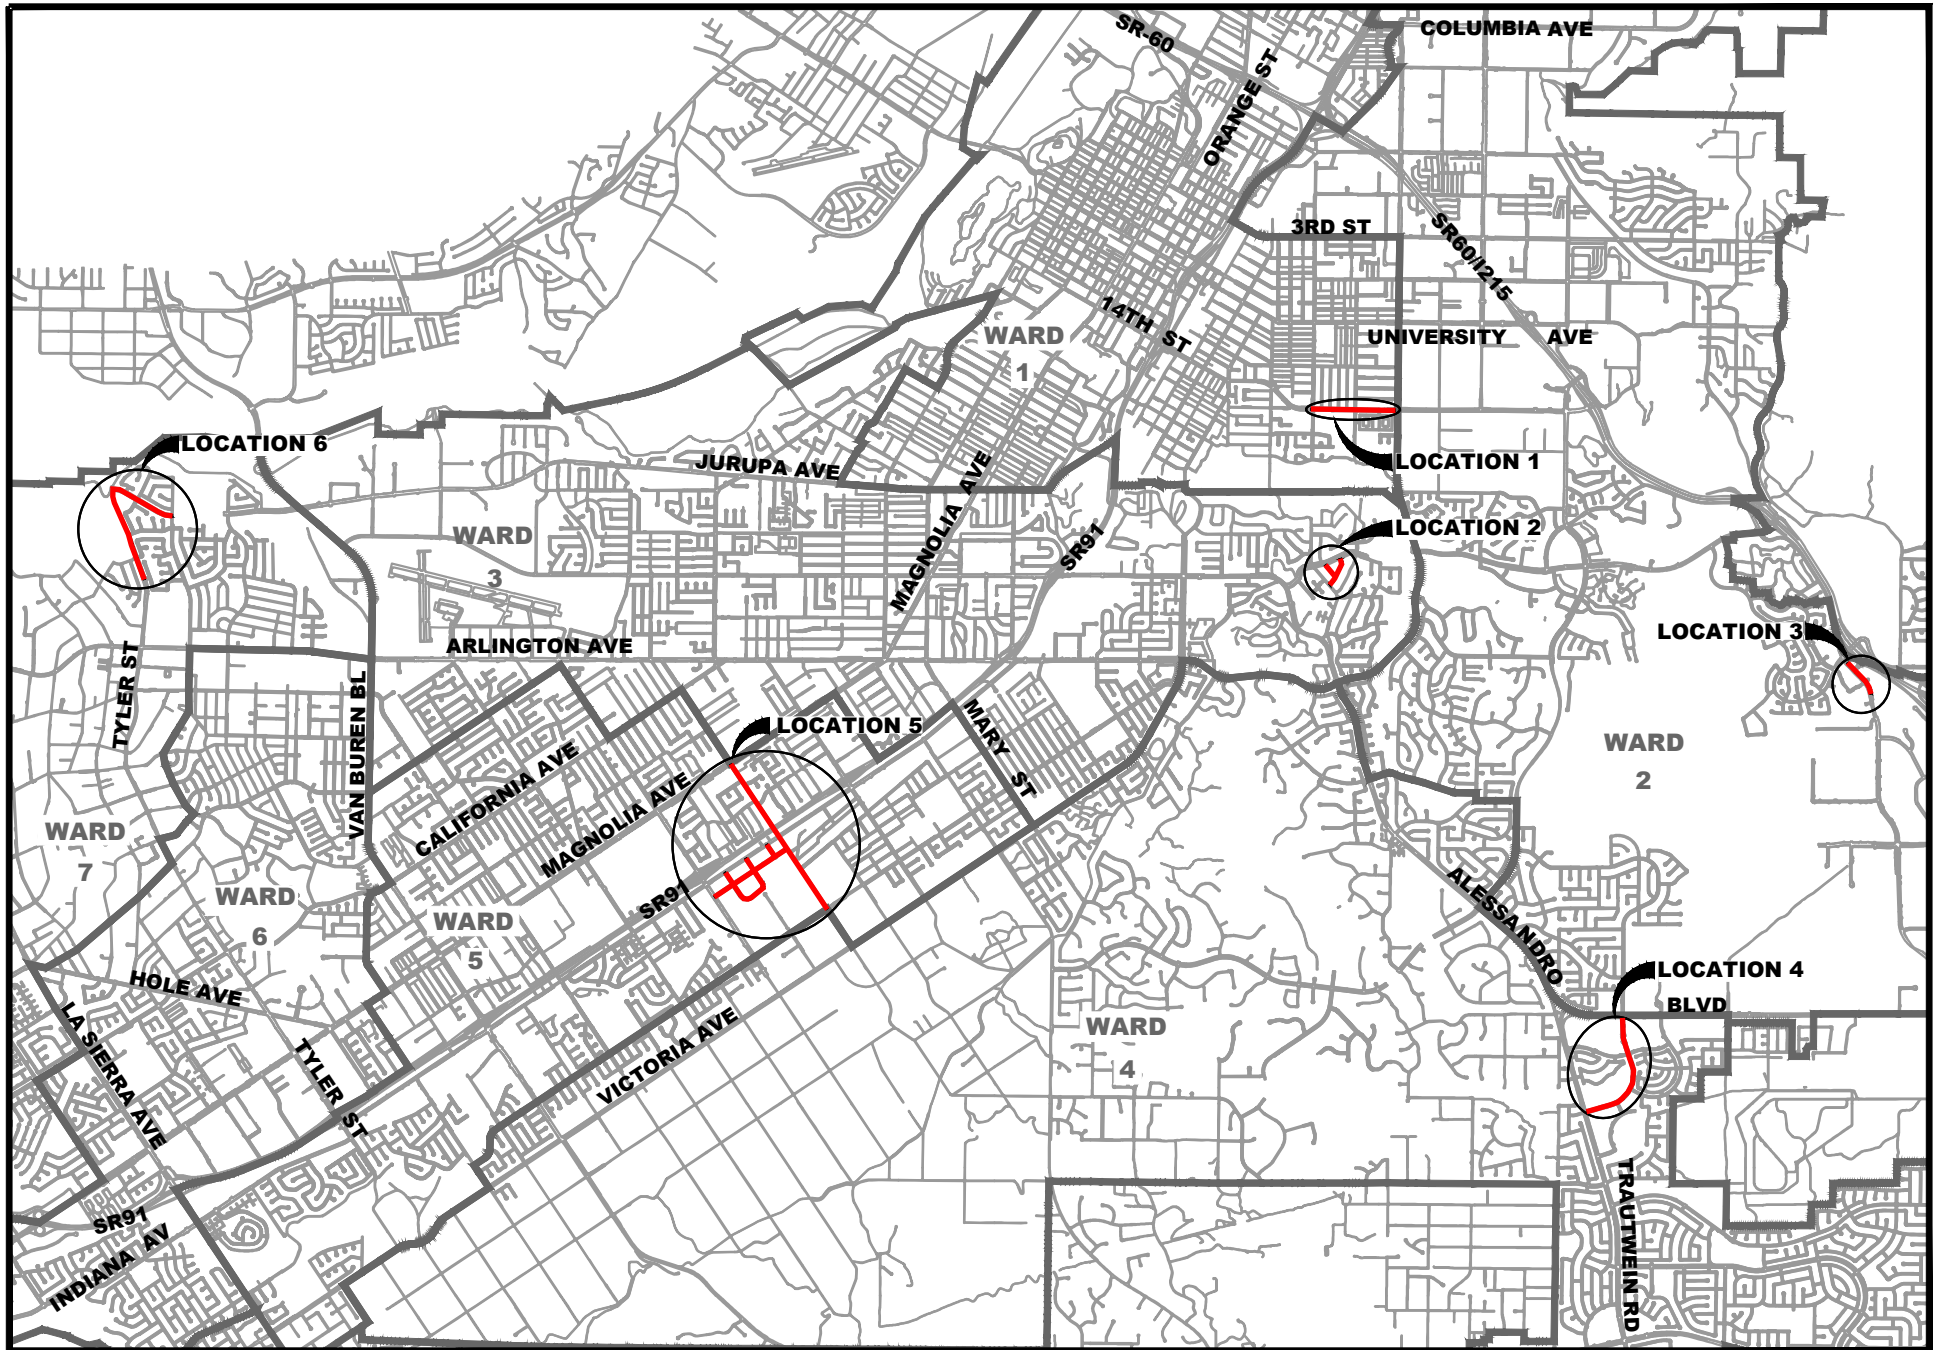 COLUMBIA AVE
SR-60
ORANGE ST
3RD ST
SR60/I215
14TH ST
WARD
1
UNIVERSITY AVE
LOCATION 6
JURUPA AVE
LOCATION 1
MAGNOLIA AVE
WARD
3
SR91
LOCATION 2
ARLINGTON AVE
LOCATION 3
TYLER ST
VAN BUREN BL
LOCATION 5
MARY ST
WARD
2
CALIFORNIA AVE
MAGNOLIA AVE
WARD
7
WARD
6
SR91
WARD
5
ALESSANDRO
BLVD
LOCATION 4
HOLE AVE
LA SIERRA AVE
TYLER ST
VICTORIA AVE
WARD
4
TRAUTWEIN RD
SR91
INDIANA AV